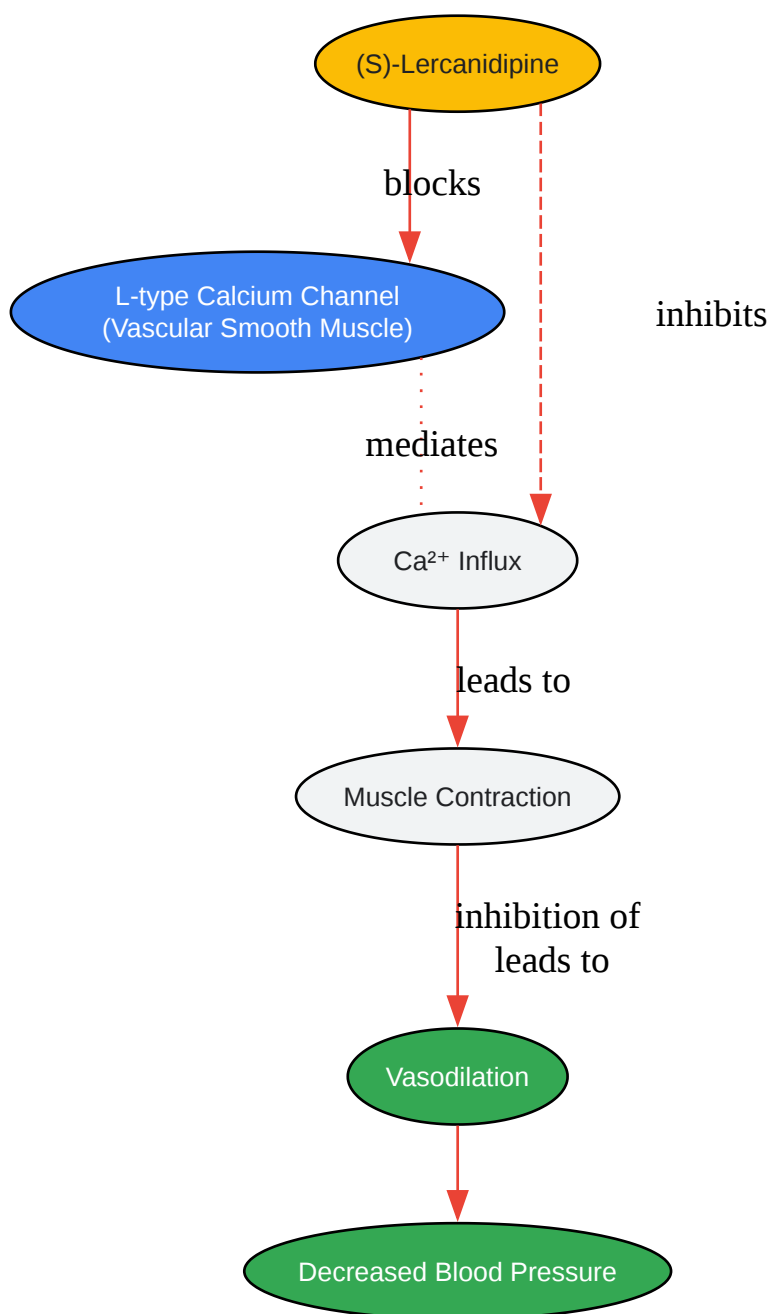 (S)-Lercanidipine
blocks
L-type Calcium Channel
(Vascular Smooth Muscle)
inhibits
mediates
Ca²⁺ Influx
leads to
Muscle Contraction
inhibition of
leads to
Vasodilation
Decreased Blood Pressure